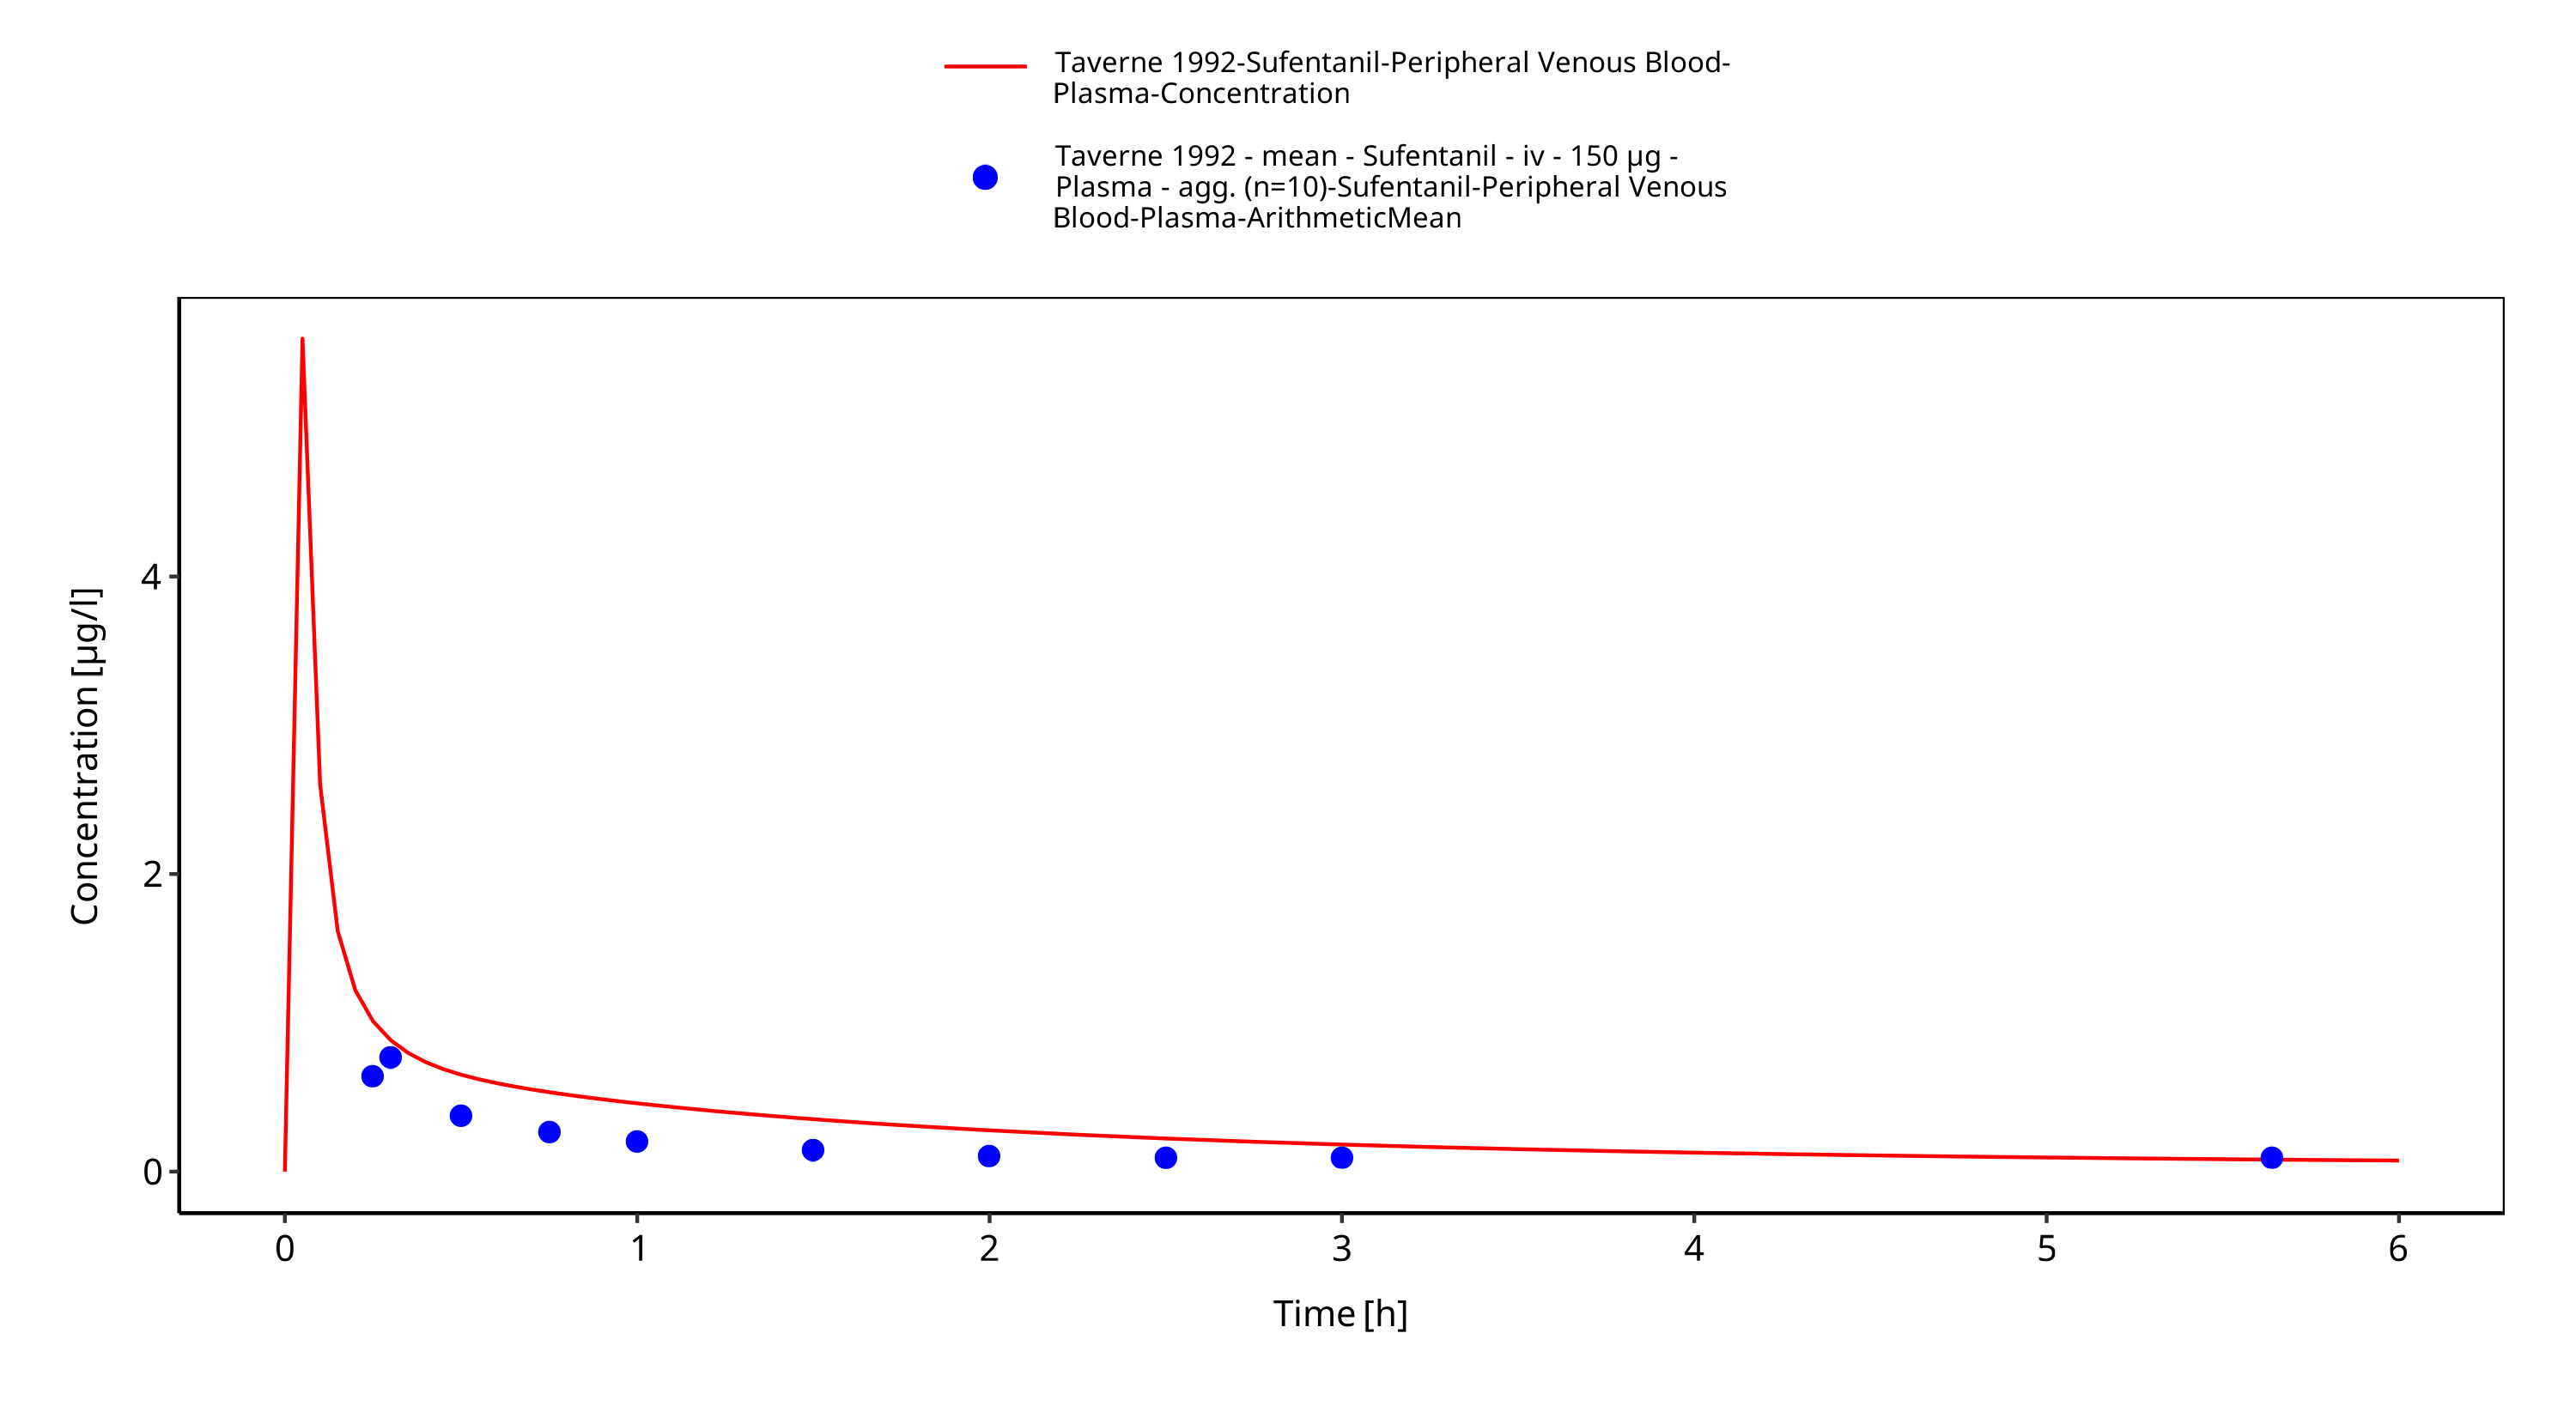 Taverne 1992-Sufentanil-Peripheral Venous Blood-
Plasma-Concentration
Taverne 1992 - mean - Sufentanil - iv - 150 µg -
Plasma - agg. (n=10)-Sufentanil-Peripheral Venous
Blood-Plasma-ArithmeticMean
Concentration [µg/l]
4
2
0
0 1 2 3 4 5 6
Time [h]